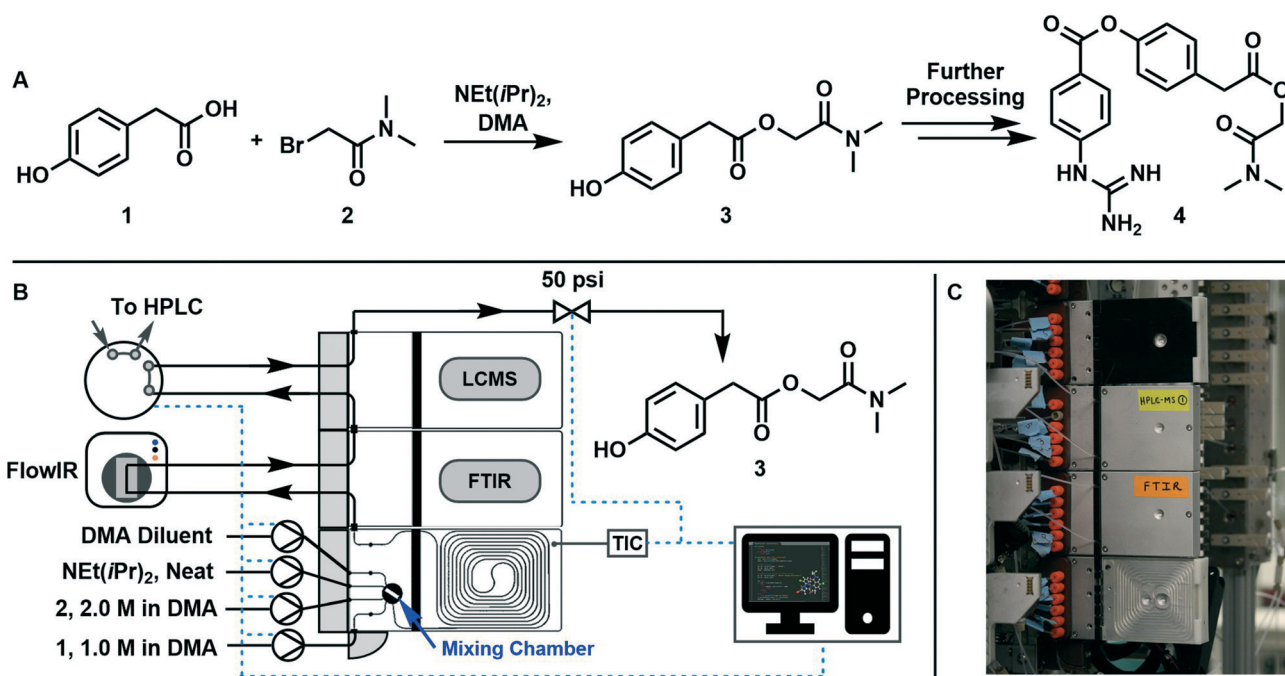 A
HO
OH
O
1
+
Br
N
O
2
NEt(iPr)₂,
DMA
HO
O
O
O
N
3
Further
Processing
O
O
O
O
O
N
NH
NH
NH₂
4
B
To HPLC
FlowIR
DMA Diluent
NEt(iPr)₂, Neat
2, 2.0 M in DMA
1, 1.0 M in DMA
Mixing Chamber
LCMS
FTIR
TIC
50 psi
HO
O
O
O
N
3
C
HPLC-MS ①
FTIR